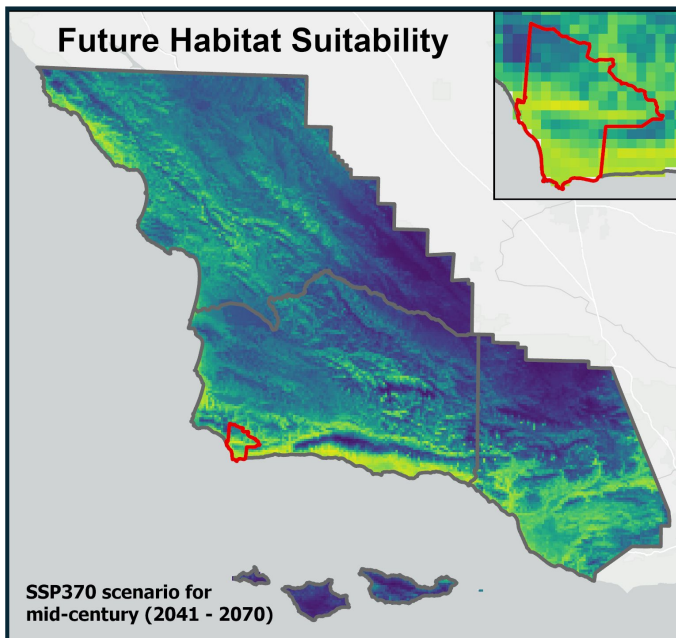 Future Habitat Suitability
SSP370 scenario for
mid-century (2041 - 2070)